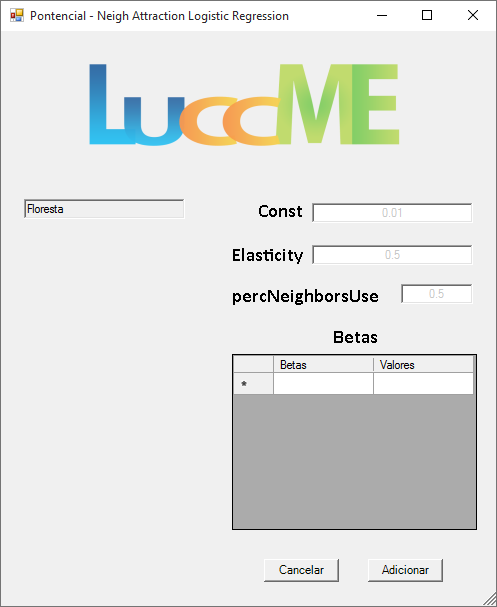 Pontencial - Neigh Attraction Logistic Regression
LuccME
Floresta
Const 0.01
Elasticity 0.5
percNeighborsUse 0.5
Betas
Betas Valores
*
Cancelar Adicionar